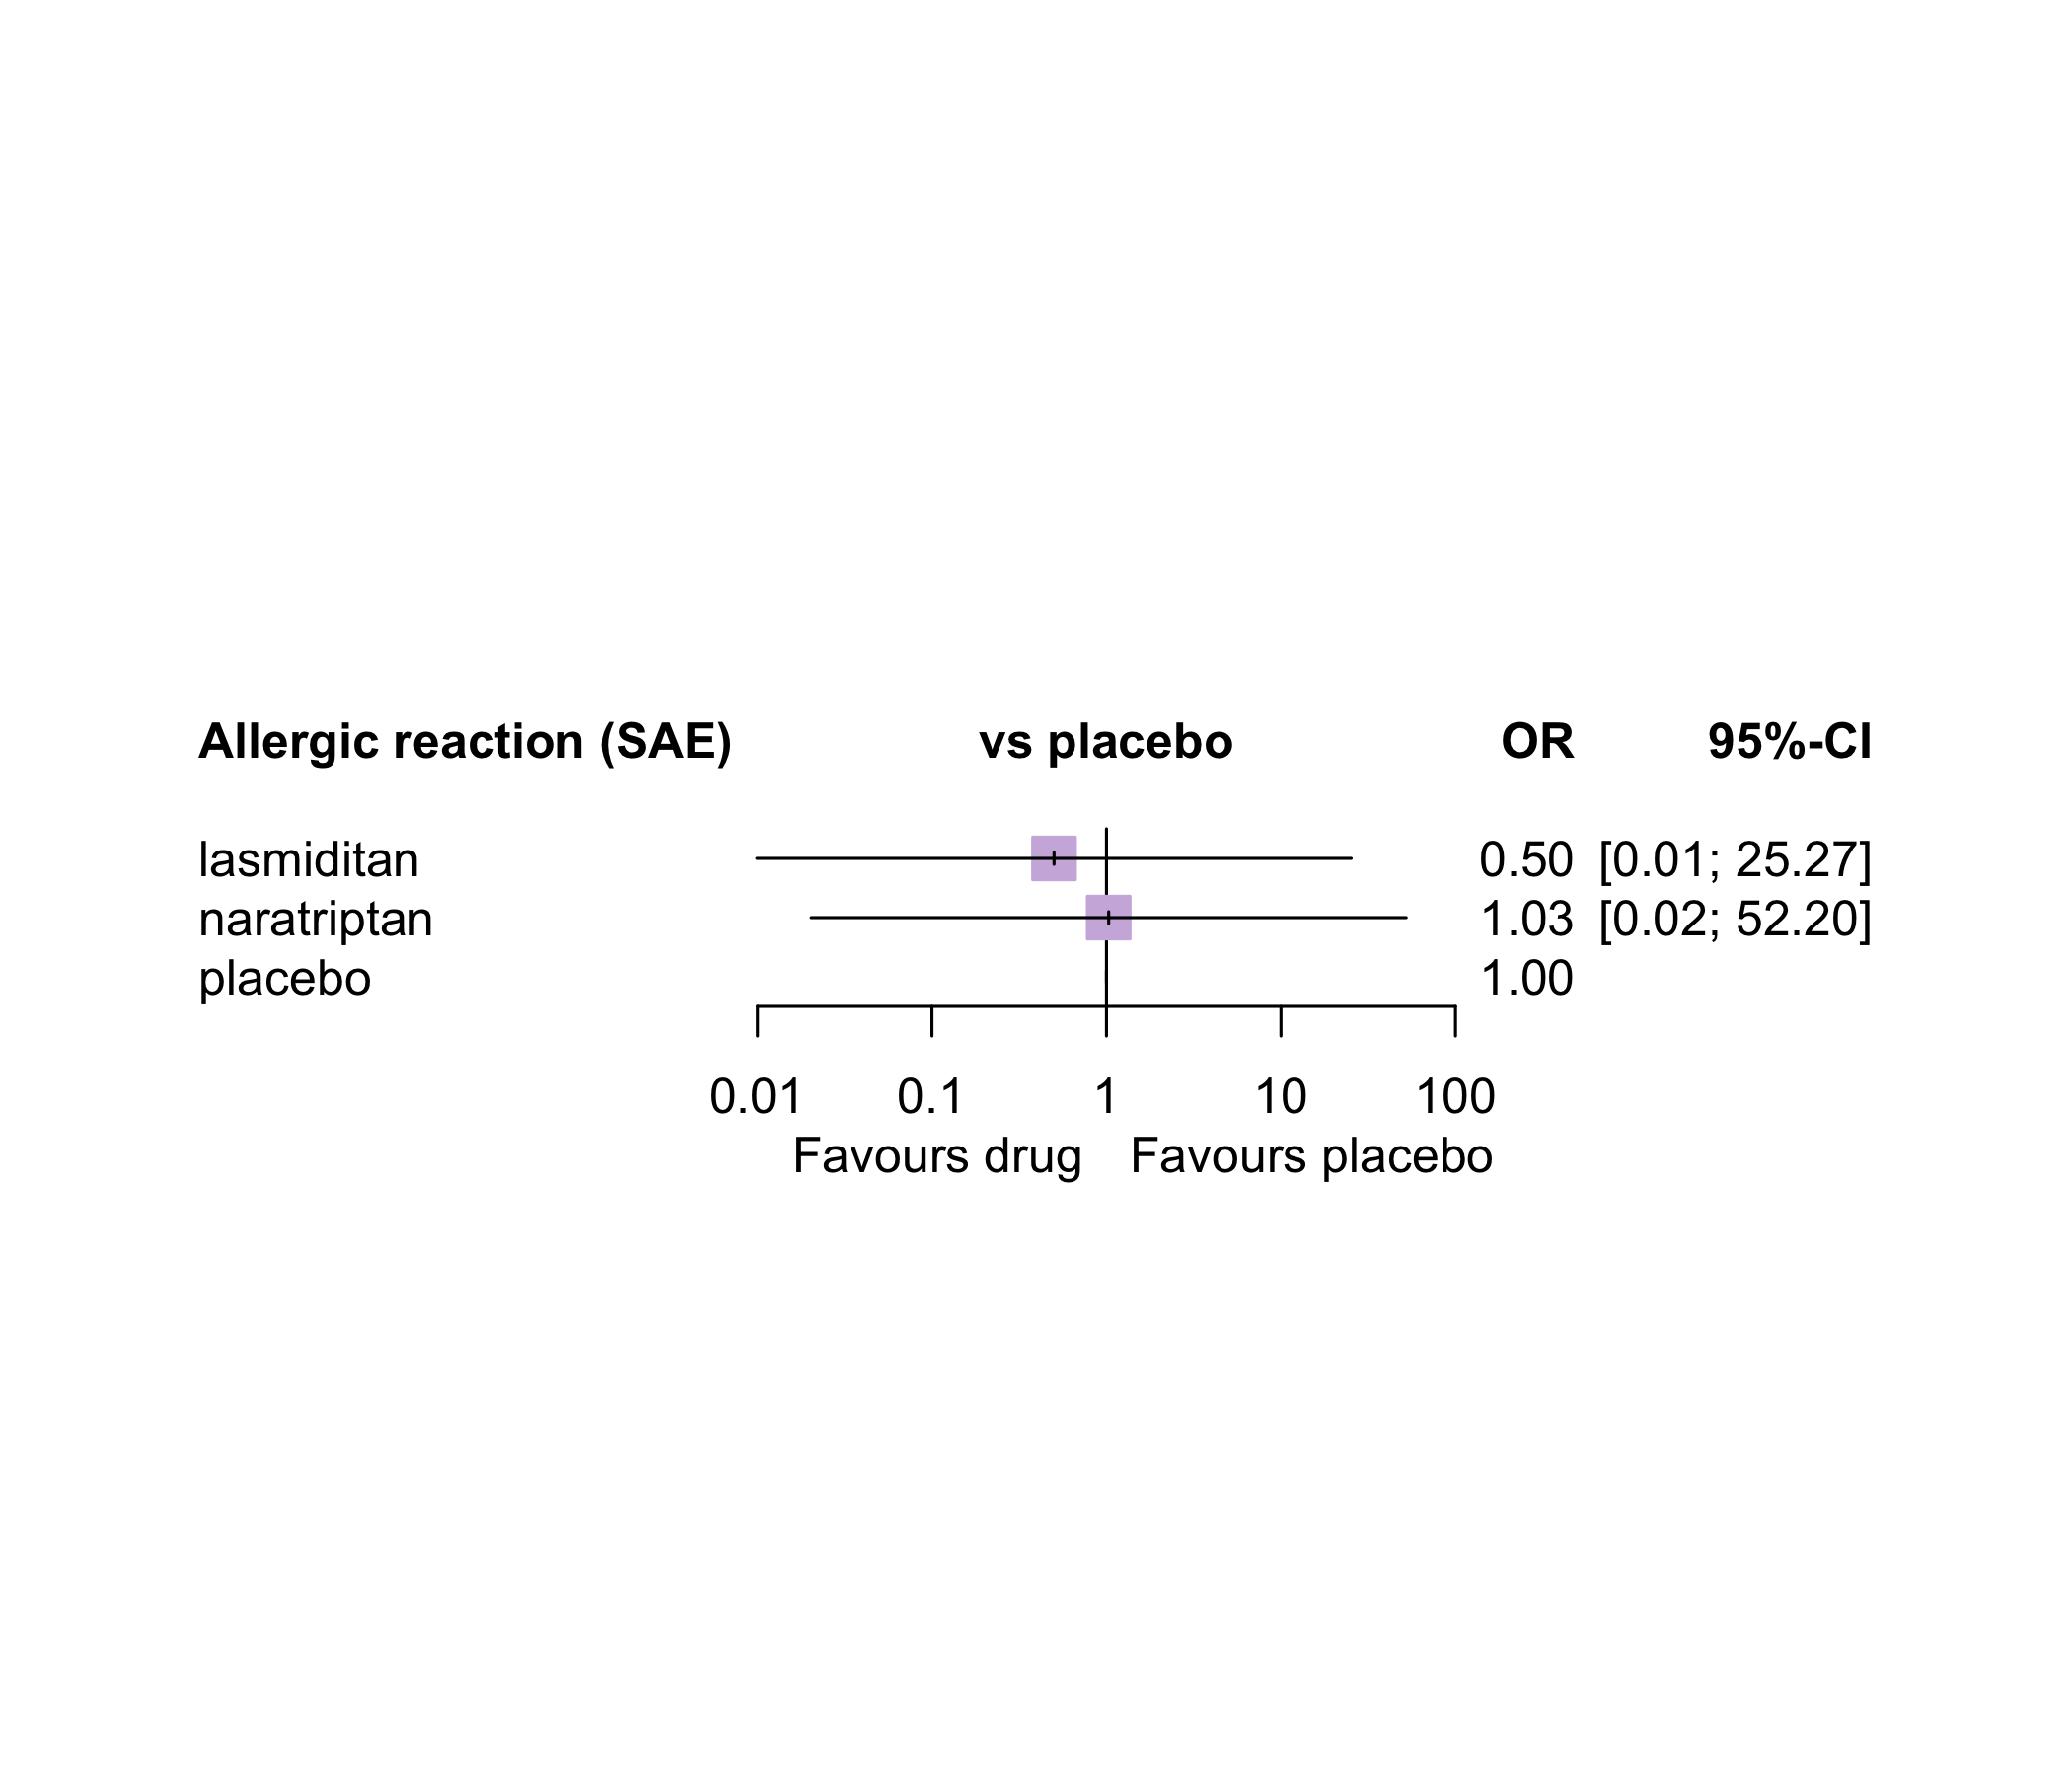 Allergic reaction (SAE) vs placebo OR 95%-CI
lasmiditan 0.50 [0.01; 25.27]
naratriptan 1.03 [0.02; 52.20]
placebo 1.00
0.01 0.1 1 10 100
Favours drug Favours placebo